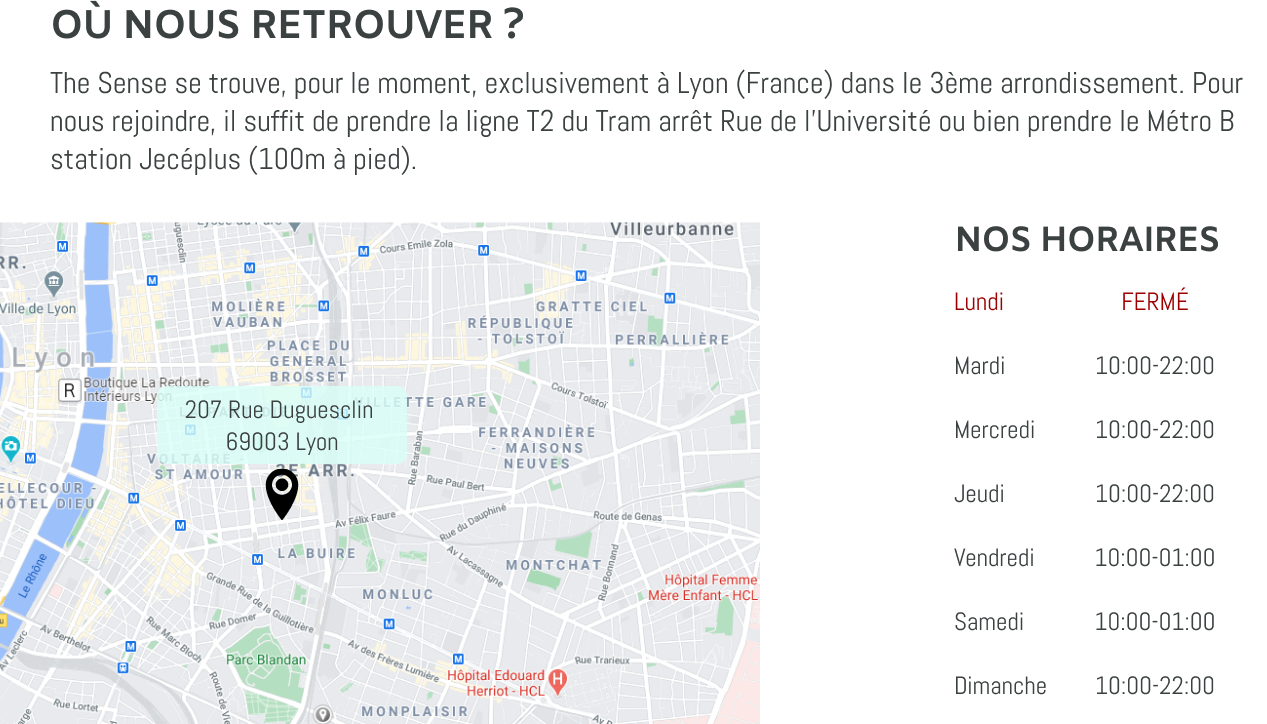 OÙ NOUS RETROUVER ?
The Sense se trouve, pour le moment, exclusivement à Lyon (France) dans le 3ème arrondissement. Pour
nous rejoindre, il suffit de prendre la ligne T2 du Tram arrêt Rue de l'Université ou bien prendre le Métro B
station Jecéplus (100m à pied).
Villeurbanne
Cours Emile Zola
RR.
Ville de Lyon
MOLIÈRE
VAUBAN
GRATTE CIEL
RÉPUBLIQUE
- TOLSTOÏ
PERRALLIÈRE
Lyon
PLACE DU
GENERAL
BROSSET
R
Boutique La Redoute
Intérieurs Lyon
207 Rue Duguesclin
69003 Lyon
LETTE GARE
Cours Tolstoï
FERRANDIÈRE
- MAISONS
NEUVES
Rue Baraban
VOLTAIRE -
ST AMOUR
3E ARR.
ELLECOUR -
HÔTEL DIEU
Rue Paul Bert
Av Félix Faure
Rue du Dauphiné
Route de Genas
LA BUIRE
Av Lacassagne
MONTCHAT
Rue Bonnand
Le Rhône
Grande Rue de la Guillotière
MONLUC
Hôpital Femme
Mère Enfant - HCL
Rue Domer
Rue Marc Bloch
Av Berthelot
Av Leclerc
Parc Blandan
Av des Frères Lumière
Rue Trarieux
Hôpital Edouard
Herriot - HCL
H
Rue Lortet
Route de Vie
MONPLAISIR
NOS HORAIRES
Lundi FERMÉ
Mardi 10:00-22:00
Mercredi 10:00-22:00
Jeudi 10:00-22:00
Vendredi 10:00-01:00
Samedi 10:00-01:00
Dimanche 10:00-22:00